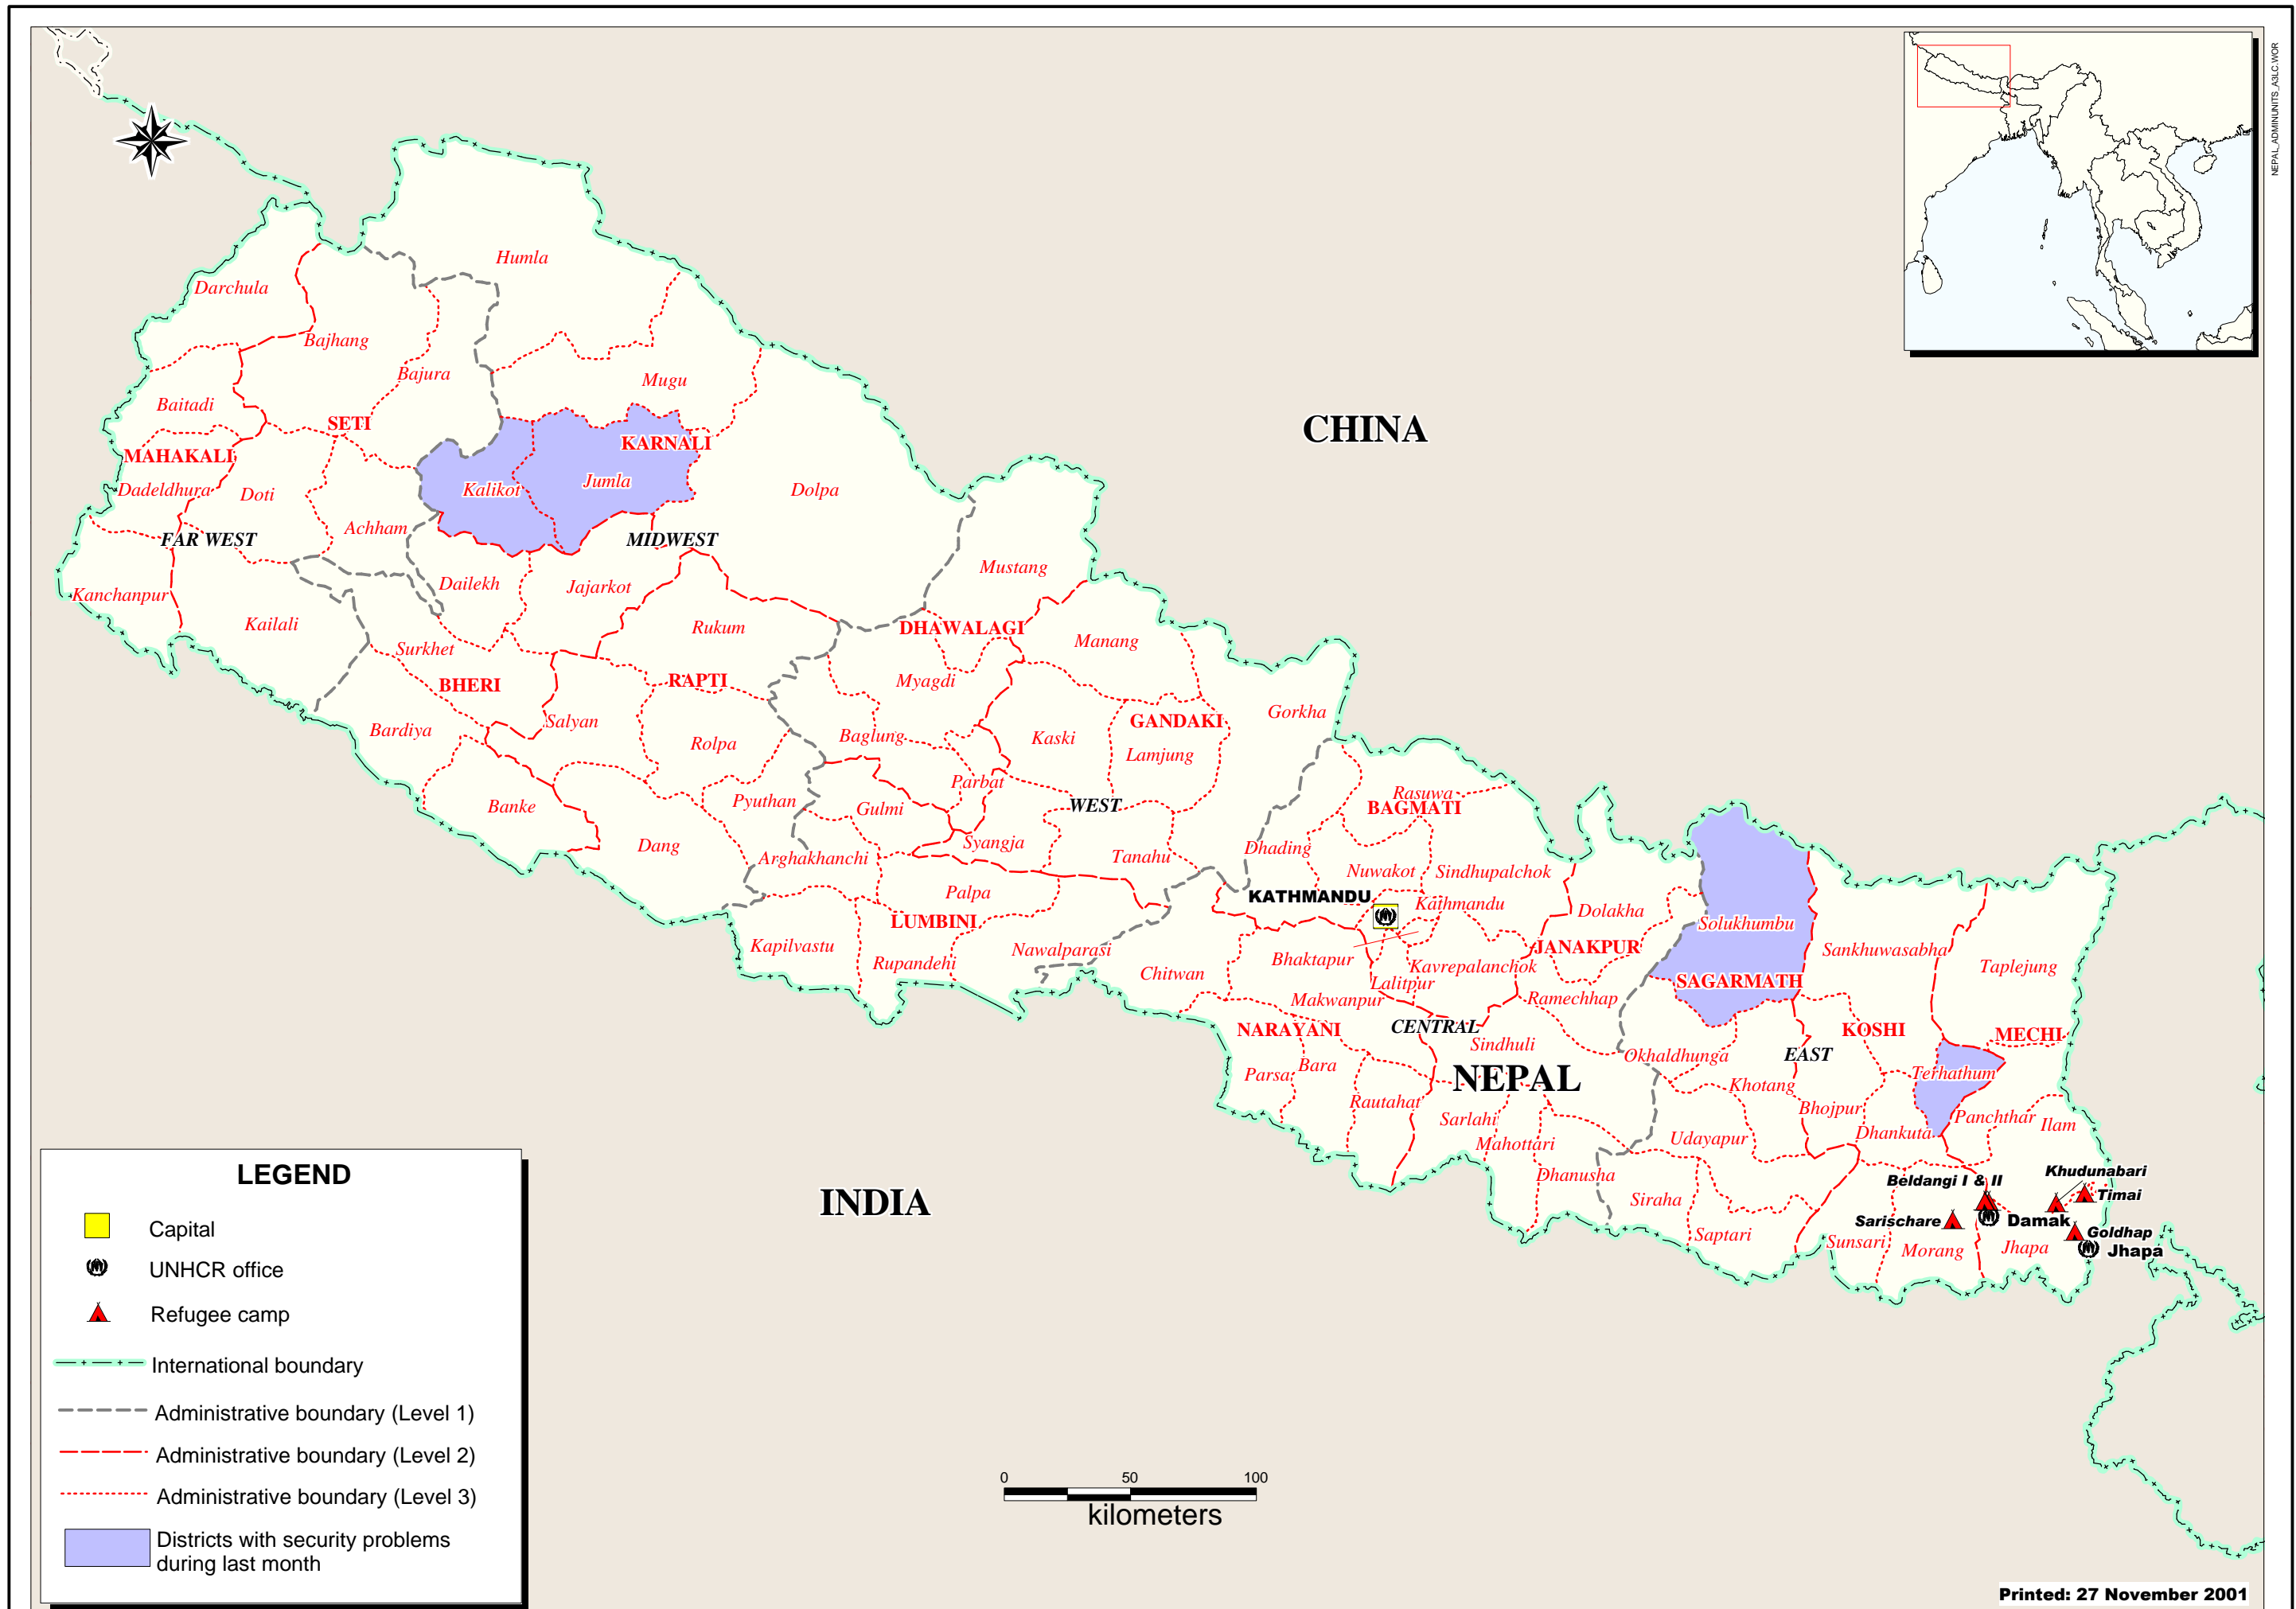 NEPAL_ADMINUNITS_A3LC.WOR
CHINA
INDIA
NEPAL
Humla
Darchula
Bajhang
Bajura
Mugu
Baitadi
SETI
KARNALI
MAHAKALI
Dadeldhura
Doti
Kalikot
Jumla
Dolpa
Achham
FAR WEST
MIDWEST
Mustang
Dailekh
Jajarkot
Kanchanpur
Kailali
Rukum
DHAWALAGI
Manang
Surkhet
BHERI
RAPTI
Myagdi
Gorkha
GANDAKI
Salyan
Bardiya
Rolpa
Baglung
Kaski
Lamjung
Parbat
Rasuwa
Pyuthan
WEST
BAGMATI
Banke
Gulmi
Dang
Syangja
Dhading
Arghakhanchi
Tanahu
Nuwakot
Sindhupalchok
Palpa
KATHMANDU
Kathmandu
Dolakha
LUMBINI
Solukhumbu
Kapilvastu
Nawalparasi
JANAKPUR
Sankhuwasabha
Rupandehi
Bhaktapur
Kavrepalanchok
Taplejung
Chitwan
Lalitpur
SAGARMATH
Makwanpur
Ramechhap
NARAYANI
CENTRAL
KOSHI
MECHI
Sindhuli
Okhaldhunga
EAST
Parsa
Bara
Terhathum
Khotang
Rautahat
Bhojpur
Sarlahi
Panchthar
Ilam
Mahottari
Udayapur
Dhankuta
Dhanusha
Khudunabari
Beldangi I & II
Timai
Siraha
Sarischare
Damak
Saptari
Sunsari
Morang
Jhapa
Goldhap
Jhapa
LEGEND
Capital
UNHCR office
Refugee camp
International boundary
Administrative boundary (Level 1)
Administrative boundary (Level 2)
Administrative boundary (Level 3)
Districts with security problems
during last month
0 50 100
kilometers
Printed: 27 November 2001